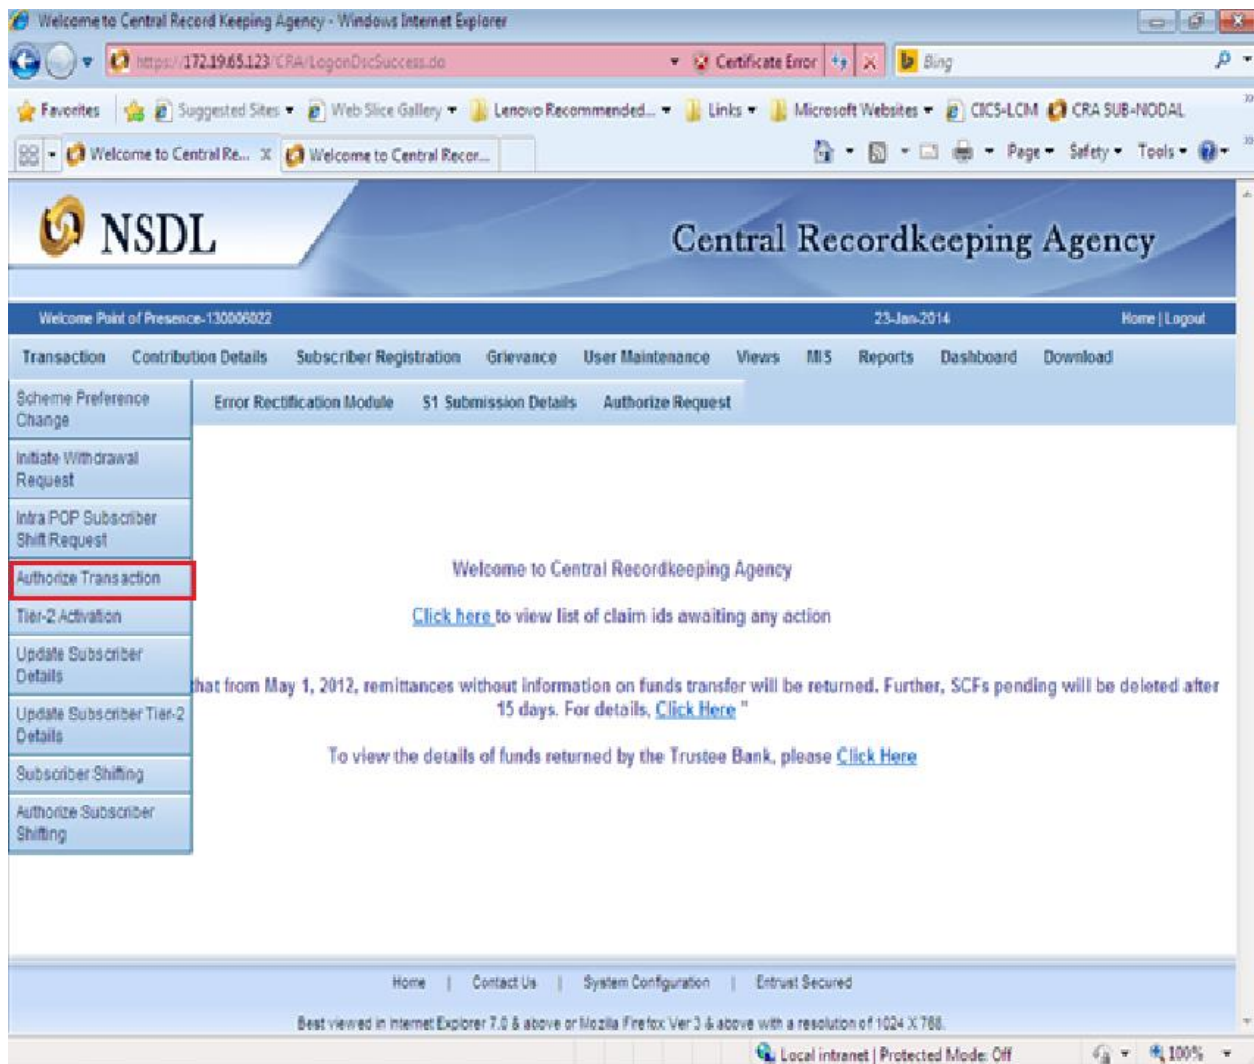 Welcome to Central Record Keeping Agency - Windows Internet Explorer
https://172.19.65.123/CRA/LogonDscSuccess.do Certificate Error Bing
Favorites Suggested Sites Web Slice Gallery Lenovo Recommended... Links Microsoft Websites CICS-LCM CRA SUB-NODAL
Welcome to Central Re... X Welcome to Central Recor... Page Safety Tools
NSDL Central Recordkeeping Agency
Welcome Point of Presence-130006022 23-Jan-2014 Home | Logout
Transaction Contribution Details Subscriber Registration Grievance User Maintenance Views MIS Reports Dashboard Download
Error Rectification Module S1 Submission Details Authorize Request
Scheme Preference
Change
Initiate Withdrawal
Request
Intra POP Subscriber
Shift Request
Authorize Transaction
Tier-2 Activation
Update Subscriber
Details
Update Subscriber Tier-2
Details
Subscriber Shifting
Authorize Subscriber
Shifting
Welcome to Central Recordkeeping Agency
Click here to view list of claim ids awaiting any action
that from May 1, 2012, remittances without information on funds transfer will be returned. Further, SCFs pending will be deleted after
15 days. For details, Click Here "
To view the details of funds returned by the Trustee Bank, please Click Here
Home | Contact Us | System Configuration | Entrust Secured
Best viewed in Internet Explorer 7.0 & above or Mozilla Firefox Ver 3 & above with a resolution of 1024 X 768.
Local intranet | Protected Mode: Off 100%